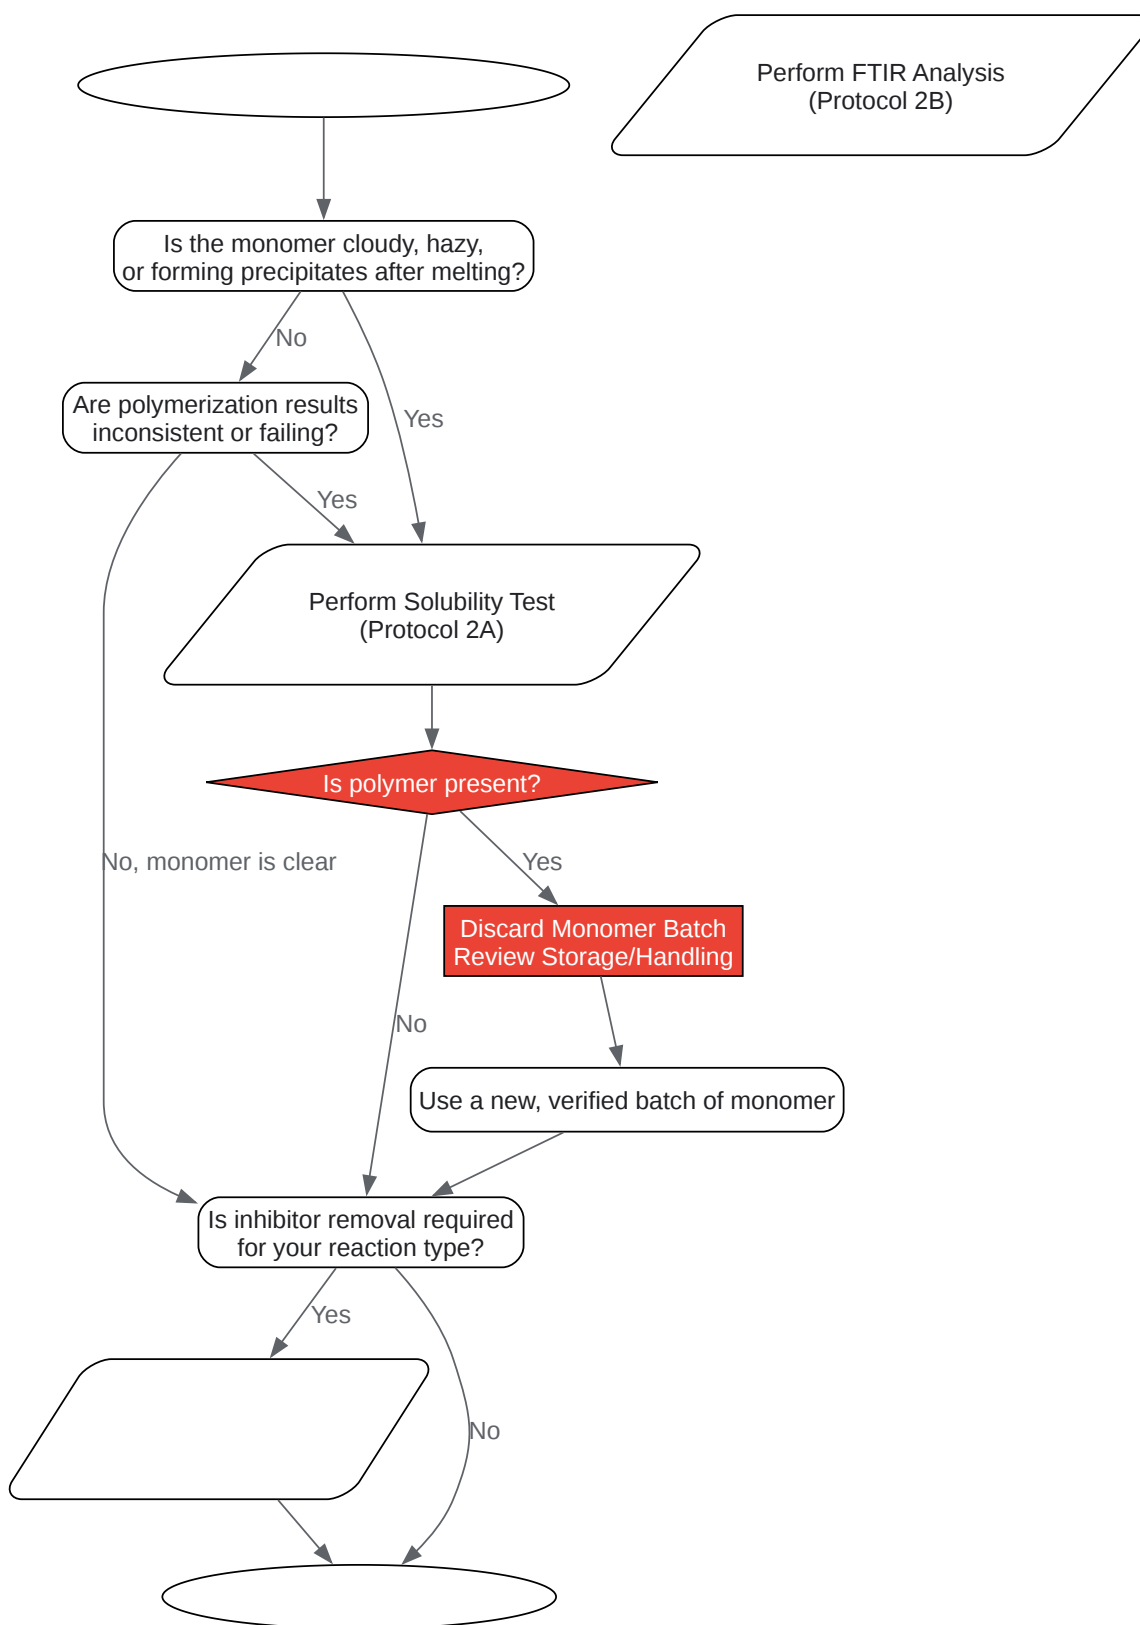 Perform FTIR Analysis
(Protocol 2B)
Is the monomer cloudy, hazy,
or forming precipitates after melting?
No
Yes
Are polymerization results
inconsistent or failing?
Yes
Perform Solubility Test
(Protocol 2A)
Is polymer present?
No, monomer is clear
Yes
Discard Monomer Batch
Review Storage/Handling
No
Use a new, verified batch of monomer
Is inhibitor removal required
for your reaction type?
Yes
No